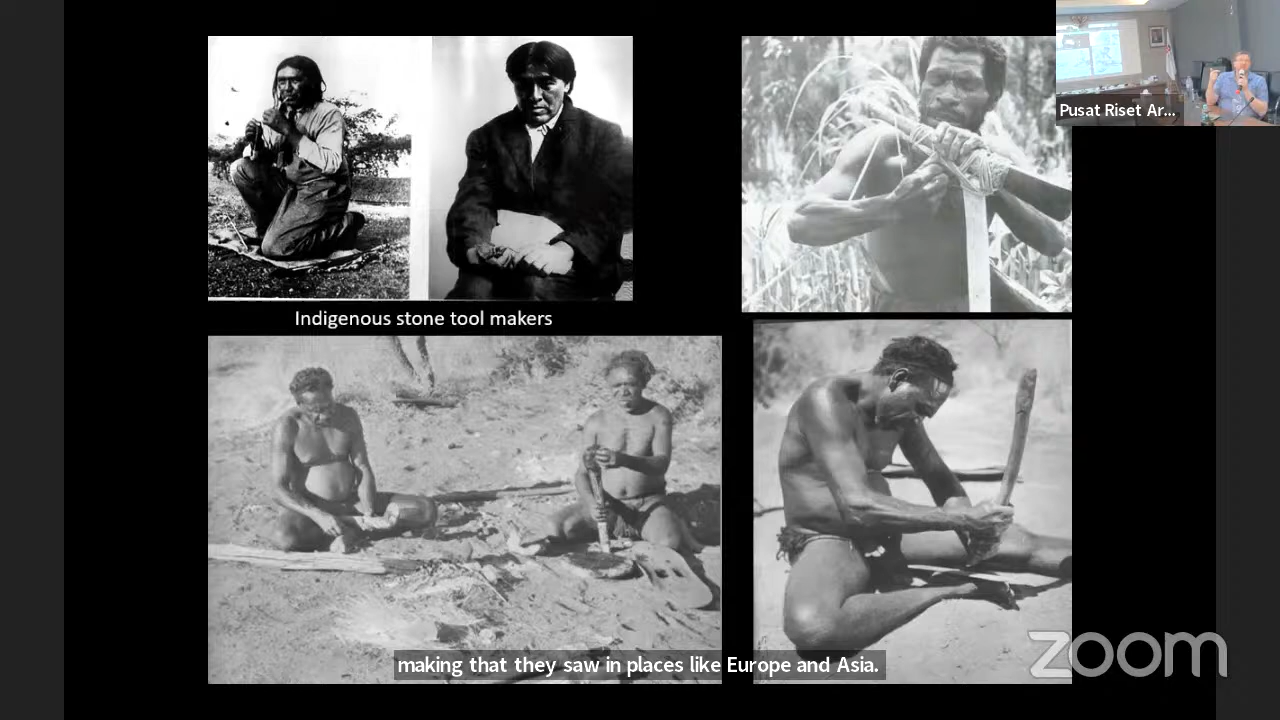 Pusat Riset Ar...
Indigenous stone tool makers
making that they saw in places like Europe and Asia.
zoom